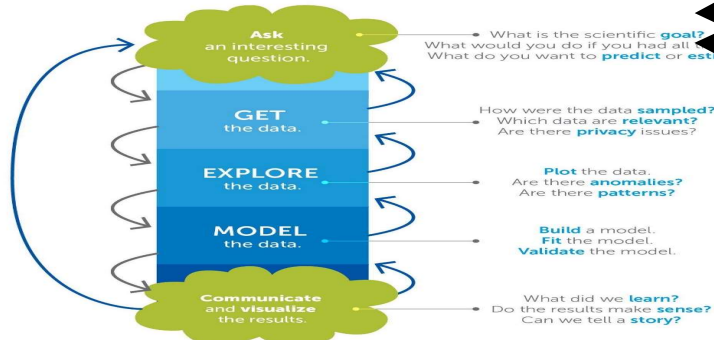 Ask
an interesting
question.
What is the scientific goal?
What would you do if you had all
What do you want to predict or
GET
the data.
How were the data sampled?
Which data are relevant?
Are there privacy issues?
EXPLORE
the data.
Plot the data.
Are there anomalies?
Are there patterns?
MODEL
the data.
Build a model.
Fit the model.
Validate the model.
Communicate
and visualize
the results.
What did we learn?
Do the results make sense?
Can we tell a story?